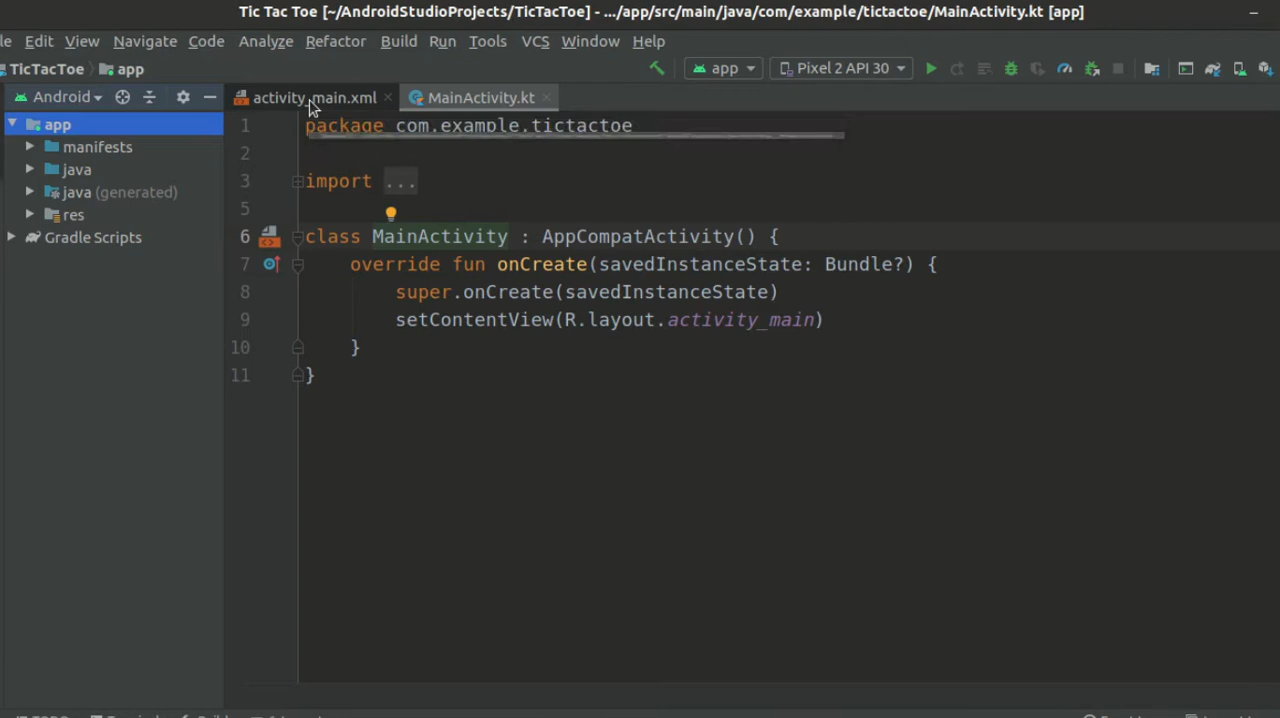 Tic Tac Toe [~/AndroidStudioProjects/TicTacToe] - .../app/src/main/java/com/example/tictactoe/MainActivity.kt [app]
le Edit View Navigate Code Analyze Refactor Build Run Tools VCS Window Help
TicTacToe app
app Pixel 2 API 30
Android
activity_main.xml MainActivity.kt
app
manifests
java
java (generated)
res
Gradle Scripts
1 package com.example.tictactoe
2
3 import ...
5
6 class MainActivity : AppCompatActivity() {
7 override fun onCreate(savedInstanceState: Bundle?) {
8 super.onCreate(savedInstanceState)
9 setContentView(R.layout.activity_main)
10 }
11 }